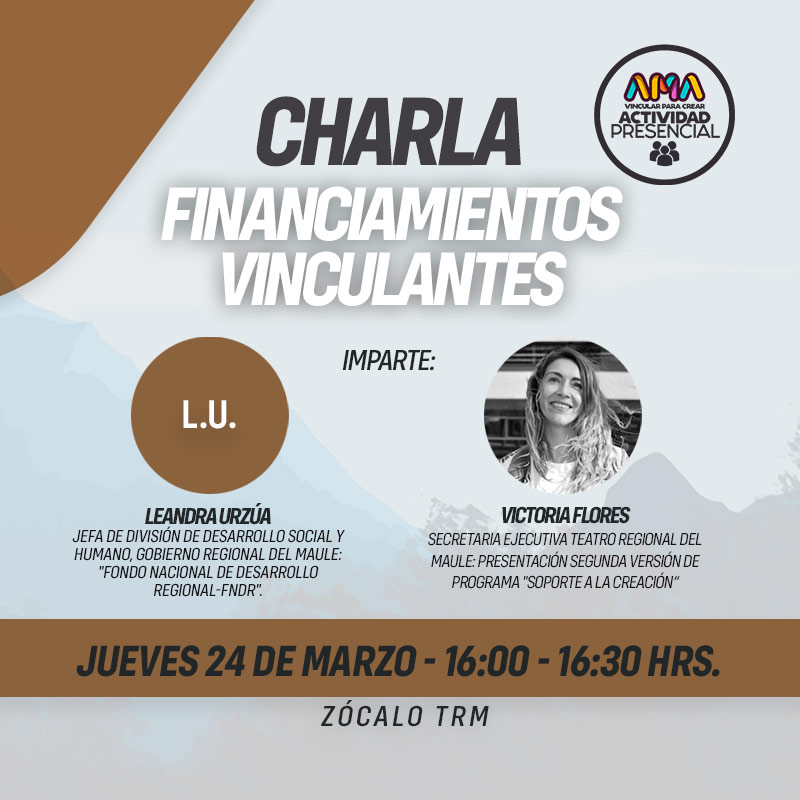 CHARLA
FINANCIAMIENTOS
VINCULANTES
AMA
VINCULAR PARA CREAR
ACTIVIDAD
PRESENCIAL
IMPARTE:
L.U.
LEANDRA URZÚA
JEFA DE DIVISIÓN DE DESARROLLO SOCIAL Y
HUMANO, GOBIERNO REGIONAL DEL MAULE:
"FONDO NACIONAL DE DESARROLLO
REGIONAL-FNDR".
VICTORIA FLORES
SECRETARIA EJECUTIVA TEATRO REGIONAL DEL
MAULE: PRESENTACIÓN SEGUNDA VERSIÓN DE
PROGRAMA "SOPORTE A LA CREACIÓN“
JUEVES 24 DE MARZO - 16:00 - 16:30 HRS.
ZÓCALO TRM